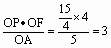 OP•OF/OA = (15/4 × 4)/5 = 3